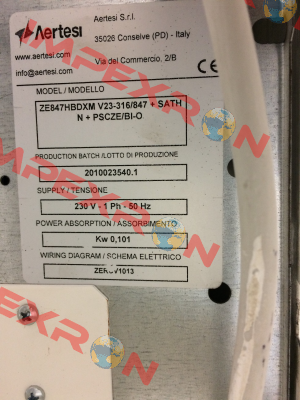 Aertesi
Aertesi S.r.l.
35026 Conselve (PD) - Italy
www.aertesi.com
Via del Commercio, 2/B
info@aertesi.com
CE
MODEL / MODELLO
ZE847HBDXM V23-316/847 + SATH
N + PSCZE/BI-O
PRODUCTION BATCH /LOTTO DI PRODUZIONE
2010023540.1
SUPPLY / TENSIONE
230 V - 1 Ph - 50 Hz
POWER ABSORPTION / ASSORBIMENTO
Kw 0,101
WIRING DIAGRAM / SCHEMA ELETTRICO
IMPEXRON